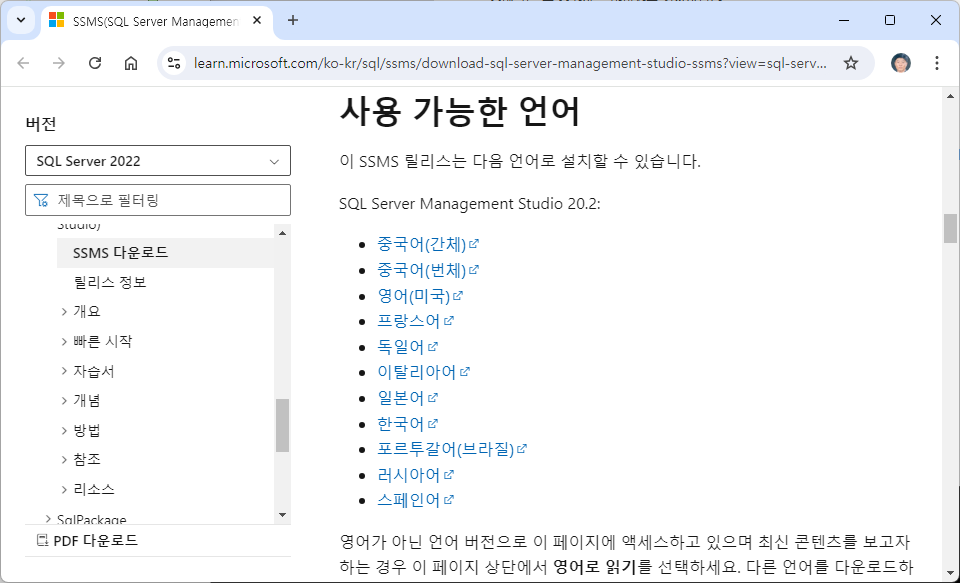 SSMS(SQL Server Managemen
learn.microsoft.com/ko-kr/sql/ssms/download-sql-server-management-studio-ssms?view=sql-serv...
버전
SQL Server 2022
제목으로 필터링
Studio)
SSMS 다운로드
릴리스 정보
개요
빠른 시작
자습서
개념
방법
참조
리소스
SqlPackage
PDF 다운로드
사용 가능한 언어
이 SSMS 릴리스는 다음 언어로 설치할 수 있습니다.
SQL Server Management Studio 20.2:
중국어(간체)
중국어(번체)
영어(미국)
프랑스어
독일어
이탈리아어
일본어
한국어
포르투갈어(브라질)
러시아어
스페인어
영어가 아닌 언어 버전으로 이 페이지에 액세스하고 있으며 최신 콘텐츠를 보고자
하는 경우 이 페이지 상단에서 영어로 읽기를 선택하세요. 다른 언어를 다운로드하